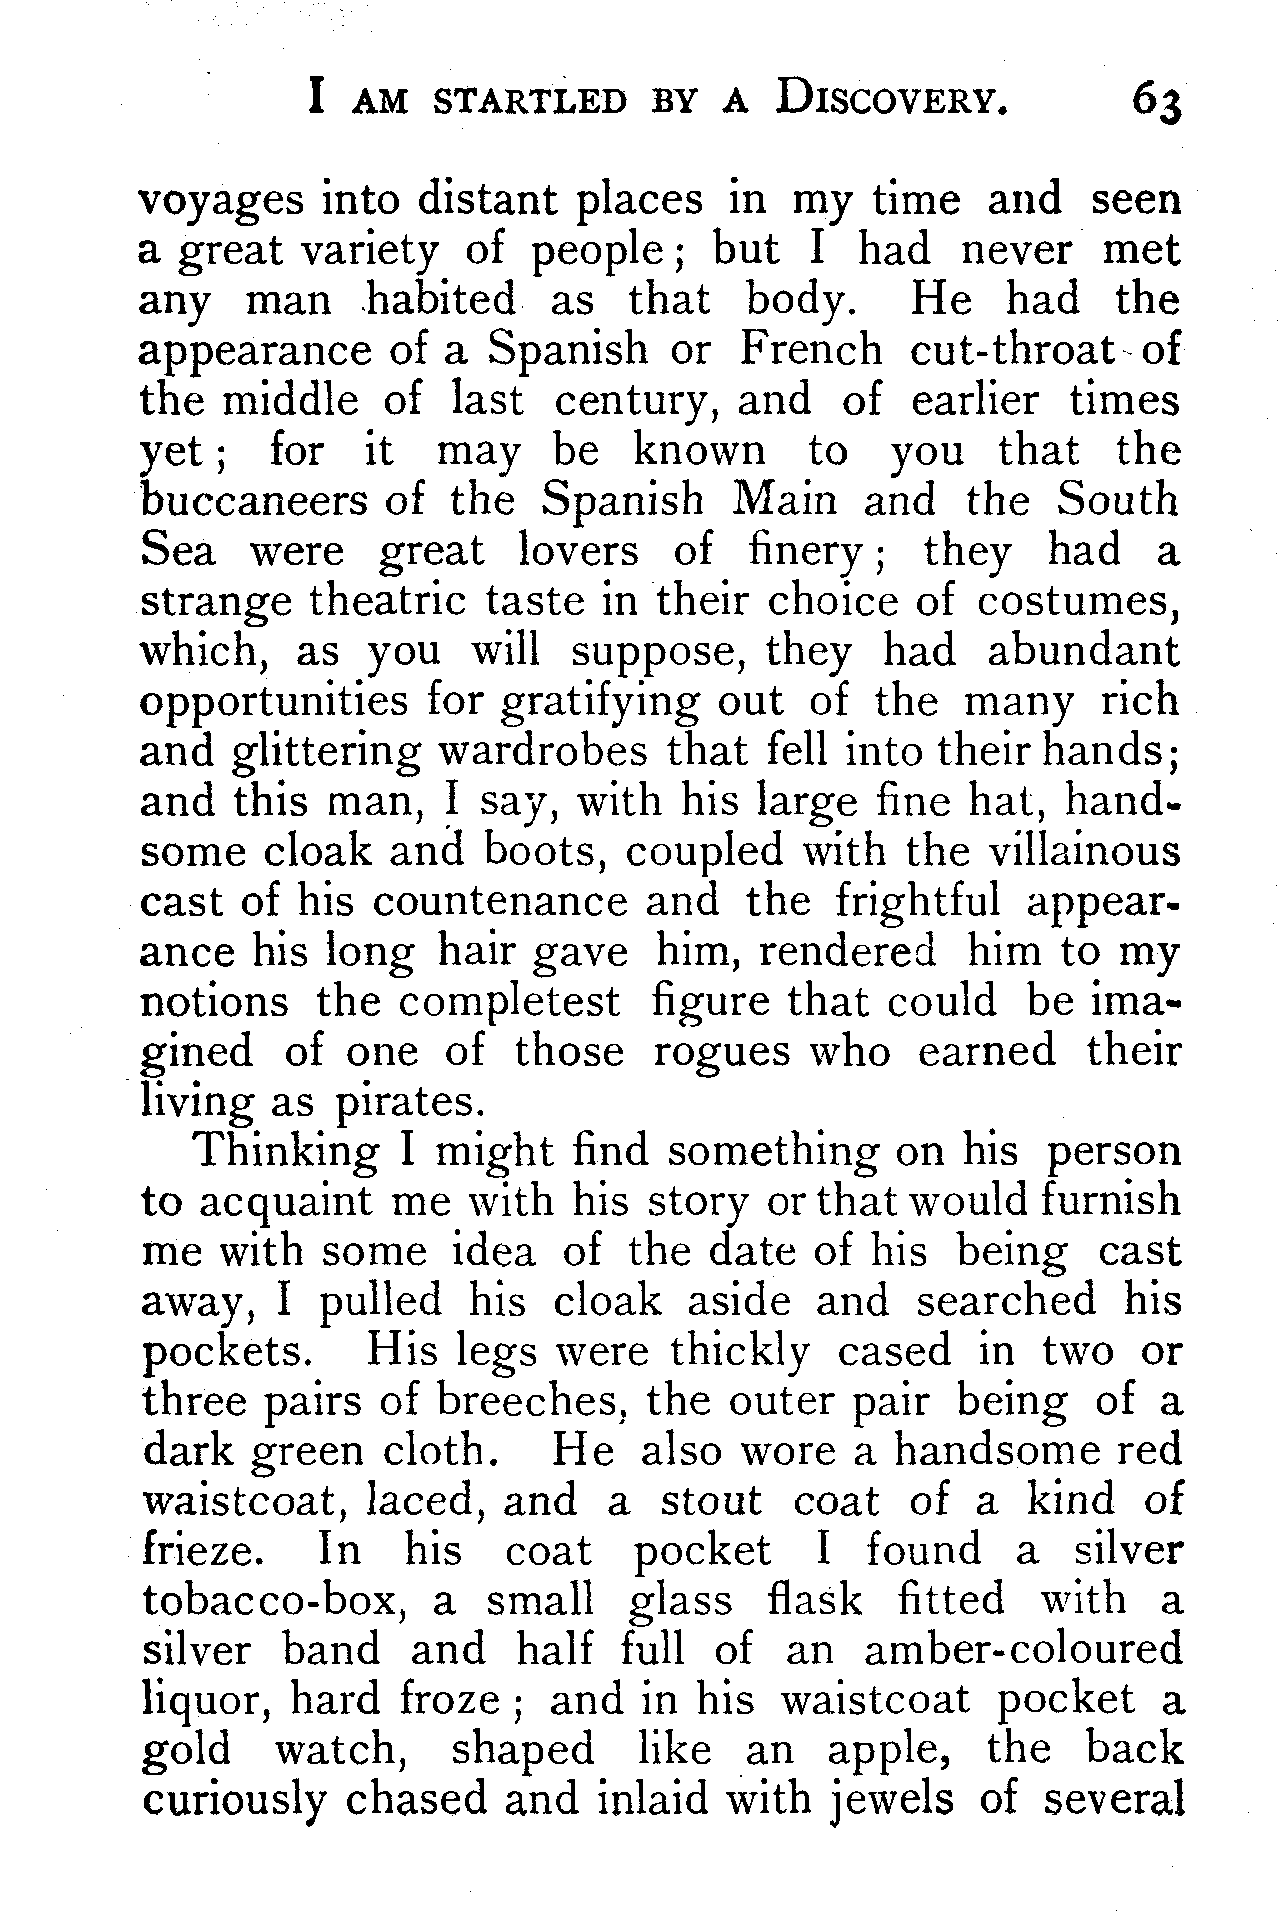 I AM STARTLED BY A DISCOVERY. 63
voyages into distant places in my time and seen
a great variety of people ; but I had never met
any man habited as that body. He had the
appearance of a Spanish or French cut-throat of
the middle of last century, and of earlier times
yet ; for it may be known to you that the
buccaneers of the Spanish Main and the South
Sea were great lovers of finery ; they had a
strange theatric taste in their choice of costumes,
which, as you will suppose, they had abundant
opportunities for gratifying out of the many rich
and glittering wardrobes that fell into their hands;
and this man, I say, with his large fine hat, hand-
some cloak and boots, coupled with the villainous
cast of his countenance and the frightful appear-
ance his long hair gave him, rendered him to my
notions the completest figure that could be ima-
gined of one of those rogues who earned their
living as pirates.
Thinking I might find something on his person
to acquaint me with his story or that would furnish
me with some idea of the date of his being cast
away, I pulled his cloak aside and searched his
pockets. His legs were thickly cased in two or
three pairs of breeches, the outer pair being of a
dark green cloth. He also wore a handsome red
waistcoat, laced, and a stout coat of a kind of
frieze. In his coat pocket I found a silver
tobacco-box, a small glass flask fitted with a
silver band and half full of an amber-coloured
liquor, hard froze ; and in his waistcoat pocket a
gold watch, shaped like an apple, the back
curiously chased and inlaid with jewels of several